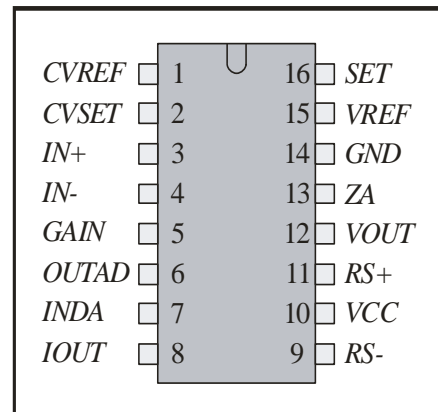 CVREF 1 16 SET
CVSET 2 15 VREF
IN+ 3 14 GND
IN- 4 13 ZA
GAIN 5 12 VOUT
OUTAD 6 11 RS+
INDA 7 10 VCC
IOUT 8 9 RS-